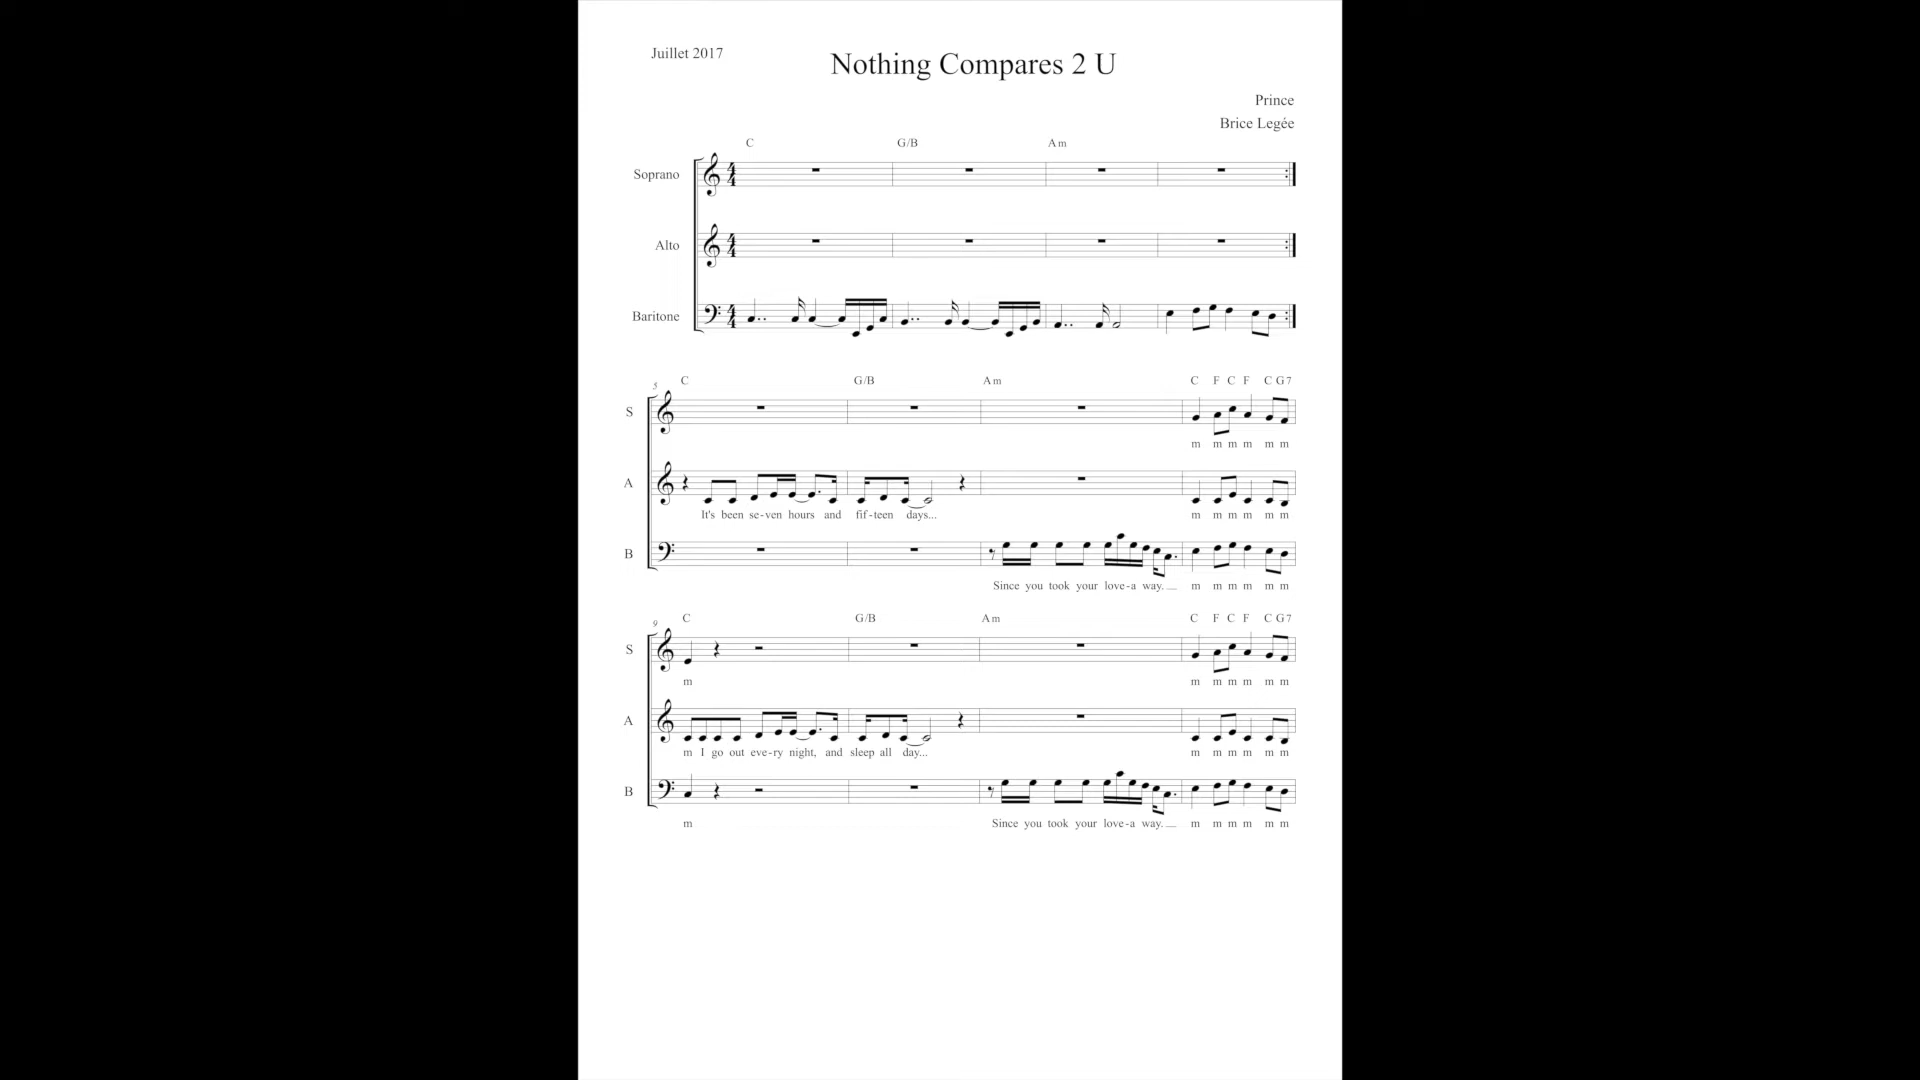 Juillet 2017
Nothing Compares 2 U
Prince
Brice Legée
C G/B Am
Soprano
Alto
Baritone
5 C G/B Am C F C F C G7
S
m m m m m m
A
It's been se-ven hours and fif-teen days... m m m m m m
B
Since you took your love-a way. m m m m m m
9 C G/B Am C F C F C G7
S
m m m m m m m
A
m I go out eve-ry night, and sleep all day... m m m m m m
B
m Since you took your love-a way. m m m m m m